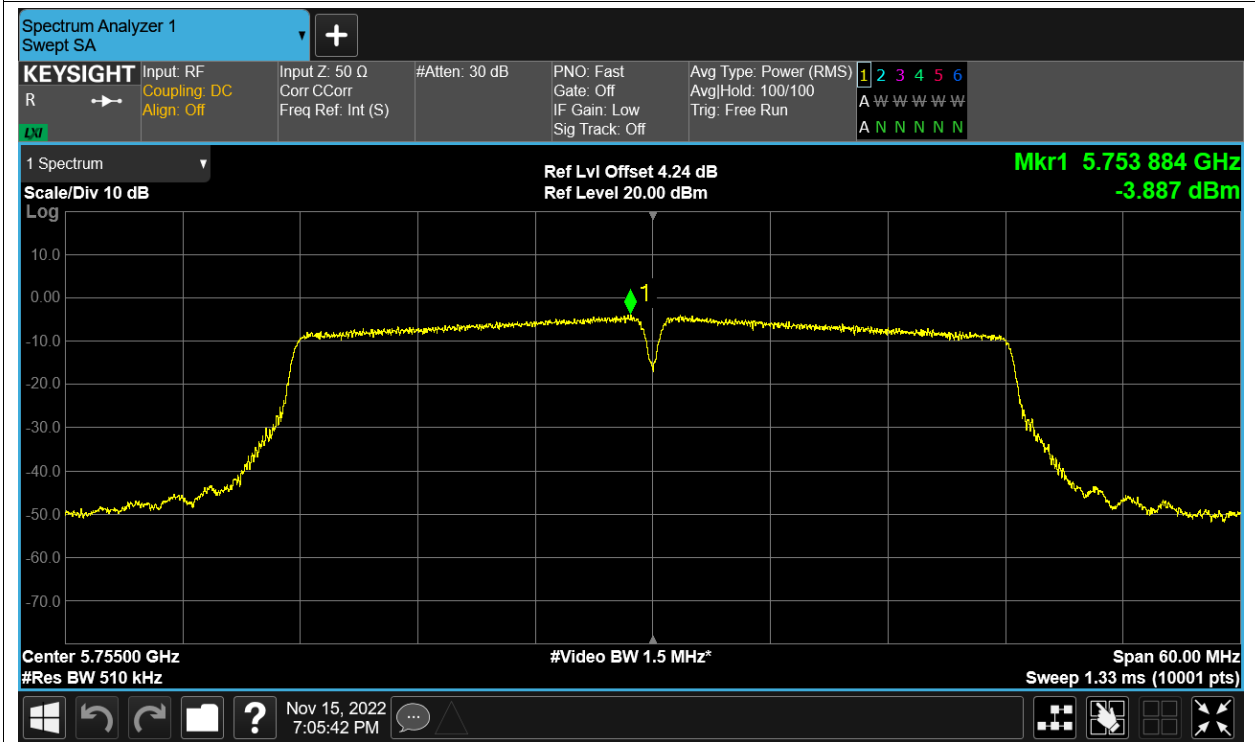 Spectrum Analyzer 1
Swept SA
+
KEYSIGHT
R
LXI
Input: RF
Coupling: DC
Align: Off
Input Z: 50 Ω
Corr CCorr
Freq Ref: Int (S)
#Atten: 30 dB
PNO: Fast
Gate: Off
IF Gain: Low
Sig Track: Off
Avg Type: Power (RMS)
Avg|Hold: 100/100
Trig: Free Run
1 2 3 4 5 6
A W W W W W
A N N N N N
1 Spectrum
Scale/Div 10 dB
Log
Ref Lvl Offset 4.24 dB
Ref Level 20.00 dBm
Mkr1 5.753 884 GHz
-3.887 dBm
10.0
0.00
-10.0
-20.0
-30.0
-40.0
-50.0
-60.0
-70.0
1
Center 5.75500 GHz
#Res BW 510 kHz
#Video BW 1.5 MHz*
Span 60.00 MHz
Sweep 1.33 ms (10001 pts)
?
Nov 15, 2022
7:05:42 PM